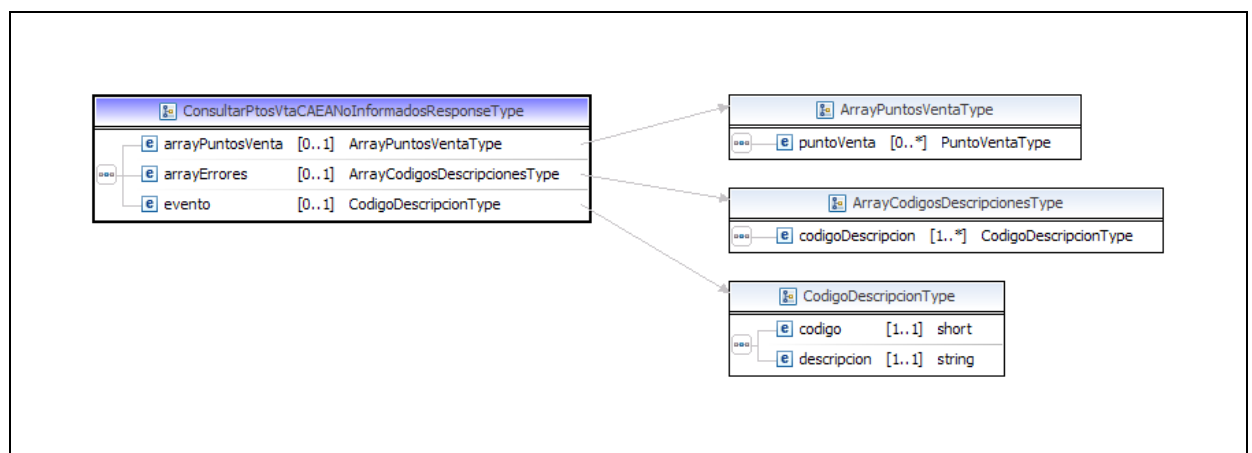 ConsultarPtosVtaCAEANoInformadosResponseType
arrayPuntosVenta [0..1] ArrayPuntosVentaType
arrayErrores [0..1] ArrayCodigosDescripcionesType
evento [0..1] CodigoDescripcionType
ArrayPuntosVentaType
puntoVenta [0..*] PuntoVentaType
ArrayCodigosDescripcionesType
codigoDescripcion [1..*] CodigoDescripcionType
CodigoDescripcionType
codigo [1..1] short
descripcion [1..1] string